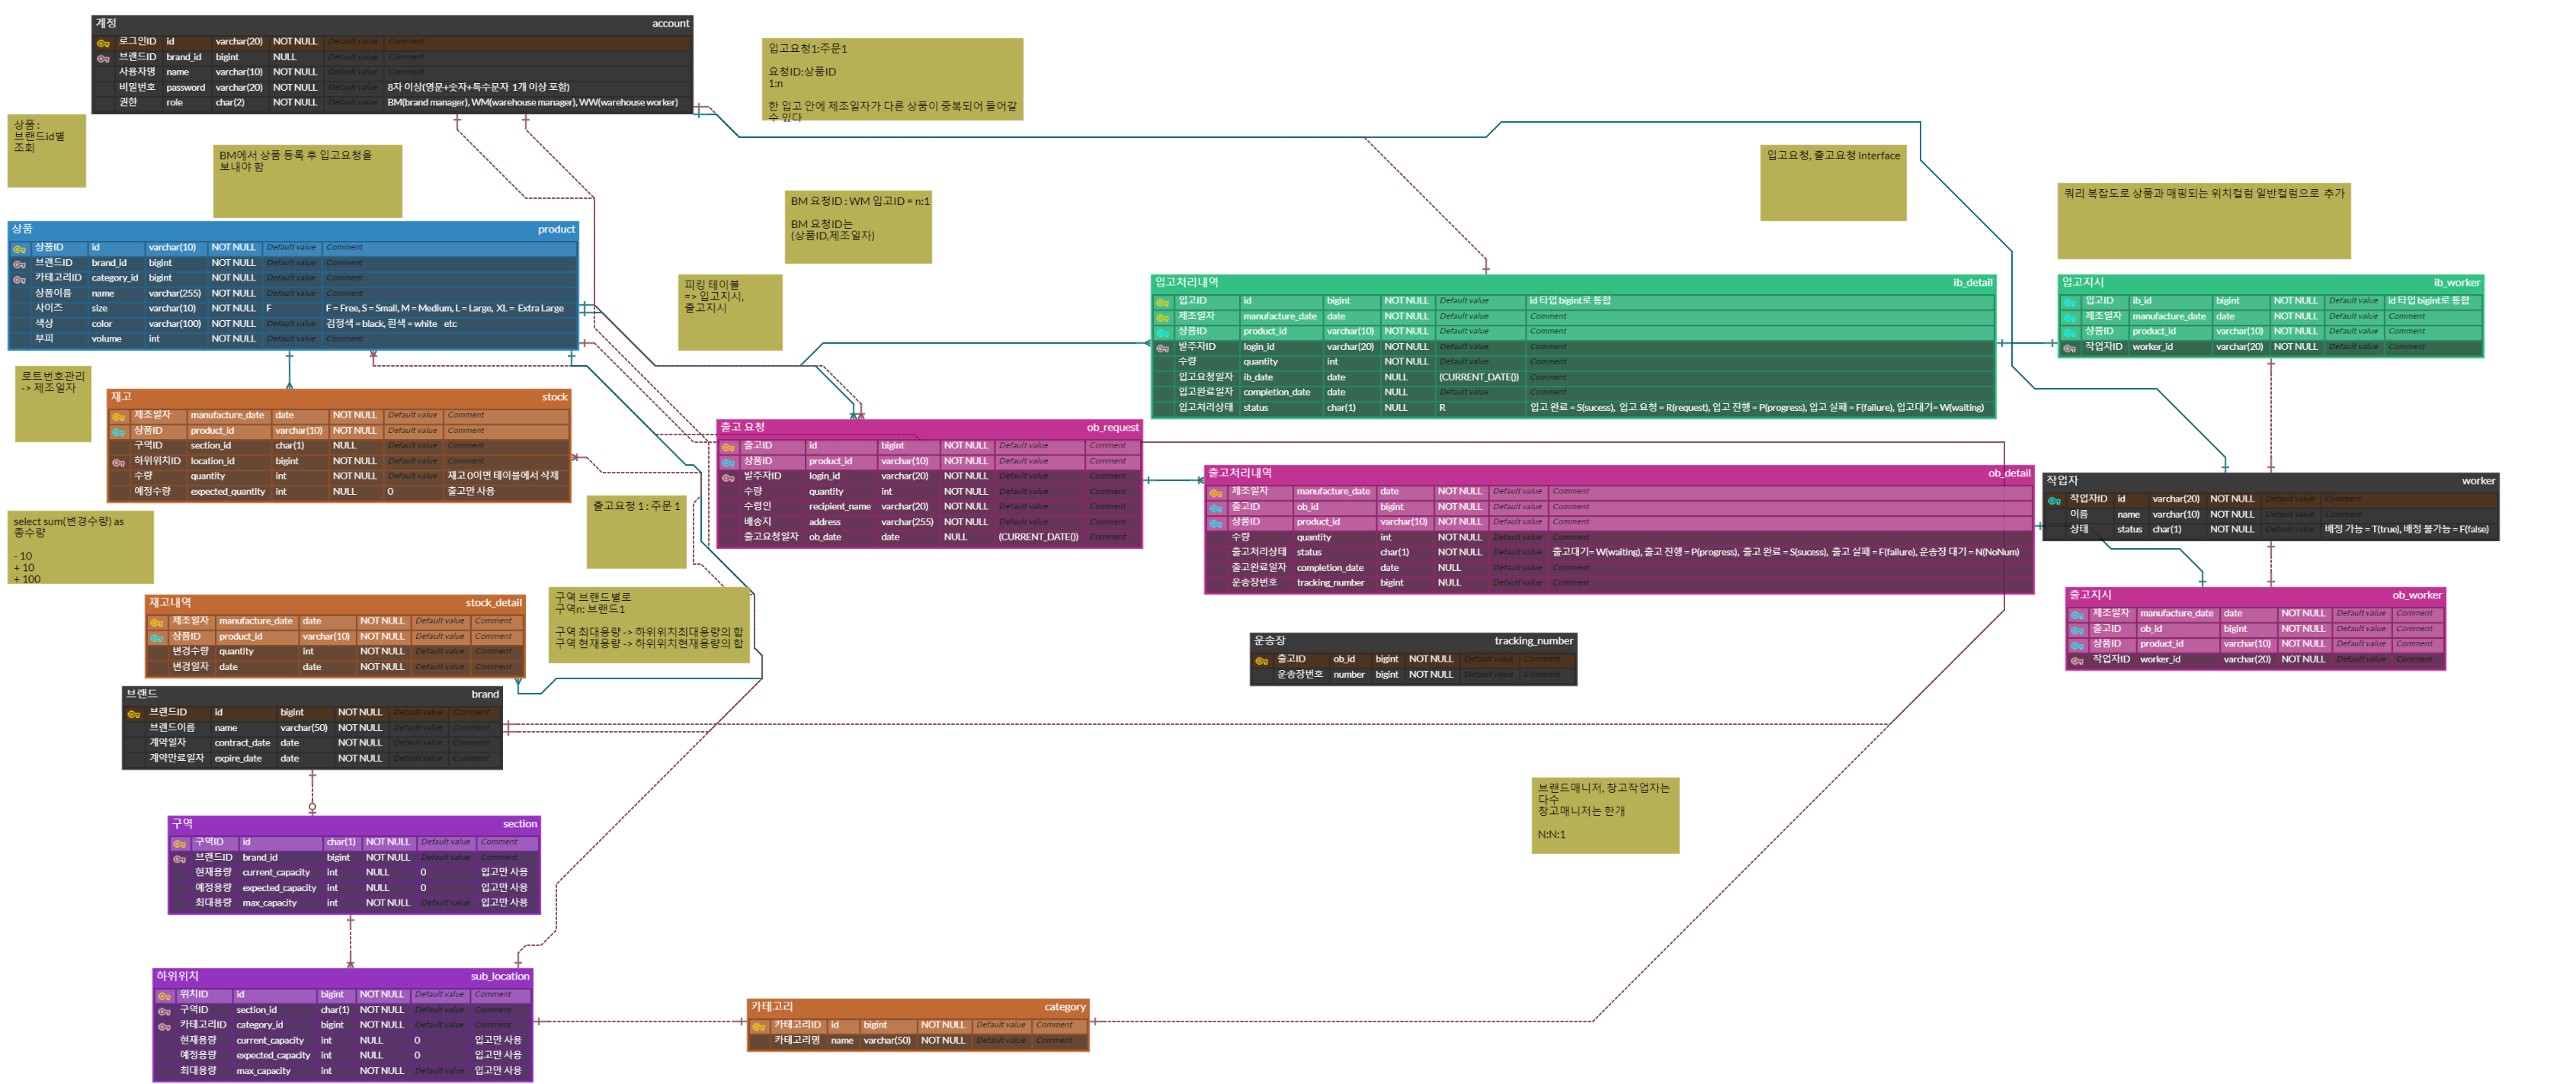 계정 account
로그인ID id varchar(20) NOT NULL Default value Comment
브랜드ID brand_id bigint NULL Default value Comment
사용자명 name varchar(10) NOT NULL Default value Comment
비밀번호 password varchar(20) NOT NULL Default value 8자 이상(영문+숫자+특수문자 1개 이상 포함)
권한 role char(2) NOT NULL Default value BM(brand manager), WM(warehouse manager), WW(warehouse worker)
입고요청1:주문1
요청ID:상품ID
1:n
한 입고 안에 제조일자가 다른 상품이 중복되어 들어갈
수 있다
상품 :
브랜드id별
조회
BM에서 상품 등록 후 입고요청을
보내야 함
입고요청, 출고요청 interface
쿼리 복잡도로 상품과 매핑되는 위치컬럼 일반컬럼으로 추가
BM 요청ID : WM 입고ID = n:1
BM 요청ID는
(상품ID,제조일자)
피킹 테이블
=> 입고지시,
출고지시
상품 product
상품ID id varchar(10) NOT NULL Default value Comment
브랜드ID brand_id bigint NOT NULL Default value Comment
카테고리ID category_id bigint NOT NULL Default value Comment
상품이름 name varchar(255) NOT NULL Default value Comment
사이즈 size varchar(10) NOT NULL F F = Free, S = Small, M = Medium, L = Large, XL = Extra Large
색상 color varchar(100) NOT NULL Default value 검정색 = black, 흰색 = white etc
부피 volume int NOT NULL Default value Comment
입고처리내역 ib_detail
입고ID id bigint NOT NULL Default value id 타입 bigint로 통합
제조일자 manufacture_date date NOT NULL Default value Comment
상품ID product_id varchar(10) NOT NULL Default value Comment
발주자ID login_id varchar(20) NOT NULL Default value Comment
수량 quantity int NOT NULL Default value Comment
입고요청일자 ib_date date NULL (CURRENT_DATE()) Comment
입고완료일자 completion_date date NULL Default value Comment
입고처리상태 status char(1) NULL R 입고 완료 = S(sucess), 입고 요청 = R(request), 입고 진행 = P(progress), 입고 실패 = F(failure), 입고대기= W(waiting)
입고지시 ib_worker
입고ID ib_id bigint NOT NULL Default value id 타입 bigint로 통합
제조일자 manufacture_date date NOT NULL Default value Comment
상품ID product_id varchar(10) NOT NULL Default value Comment
작업자ID worker_id varchar(20) NOT NULL Default value Comment
로트번호관리
-> 제조일자
재고 stock
제조일자 manufacture_date date NOT NULL Default value Comment
상품ID product_id varchar(10) NOT NULL Default value Comment
구역ID section_id char(1) NULL Default value Comment
하위위치ID location_id bigint NOT NULL Default value Comment
수량 quantity int NOT NULL Default value 재고 0이면 테이블에서 삭제
예정수량 expected_quantity int NULL 0 출고만 사용
출고 요청 ob_request
출고ID id bigint NOT NULL Default value Comment
상품ID product_id varchar(10) NOT NULL Default value Comment
발주자ID login_id varchar(20) NOT NULL Default value Comment
수량 quantity int NOT NULL Default value Comment
수령인 recipient_name varchar(20) NOT NULL Default value Comment
배송지 address varchar(255) NOT NULL Default value Comment
출고요청일자 ob_date date NULL (CURRENT_DATE()) Comment
출고처리내역 ob_detail
제조일자 manufacture_date date NOT NULL Default value Comment
출고ID ob_id bigint NOT NULL Default value Comment
상품ID product_id varchar(10) NOT NULL Default value Comment
수량 quantity int NOT NULL Default value Comment
출고처리상태 status char(1) NOT NULL Default value 출고대기= W(waiting), 출고 진행 = P(progress), 출고 완료 = S(sucess), 출고 실패 = F(failure), 운송장 대기 = N(NoNum)
출고완료일자 completion_date date NULL Default value Comment
운송장번호 tracking_number bigint NULL Default value Comment
작업자 worker
작업자ID id varchar(20) NOT NULL Default value Comment
이름 name varchar(10) NOT NULL Default value Comment
상태 status char(1) NOT NULL Default value 배정 가능 = T(true), 배정 불가능 = F(false)
select sum(변경수량) as
총수량
- 10
+ 10
+ 100
출고요청 1 : 주문 1
구역 브랜드별로
구역n: 브랜드1
구역 최대용량 -> 하위위치최대용량의 합
구역 현재용량 -> 하위위치현재용량의 합
재고내역 stock_detail
제조일자 manufacture_date date NOT NULL Default value Comment
상품ID product_id varchar(10) NOT NULL Default value Comment
변경수량 quantity int NOT NULL Default value Comment
변경일자 date date NOT NULL Default value Comment
출고지시 ob_worker
제조일자 manufacture_date date NOT NULL Default value Comment
출고ID ob_id bigint NOT NULL Default value Comment
상품ID product_id varchar(10) NOT NULL Default value Comment
작업자ID worker_id varchar(20) NOT NULL Default value Comment
운송장 tracking_number
출고ID ob_id bigint NOT NULL Default value Comment
운송장번호 number bigint NOT NULL Default value Comment
브랜드 brand
브랜드ID id bigint NOT NULL Default value Comment
브랜드이름 name varchar(50) NOT NULL Default value Comment
계약일자 contract_date date NOT NULL Default value Comment
계약만료일자 expire_date date NOT NULL Default value Comment
브랜드매니저, 창고작업자는
다수
창고매니저는 한개
N:N:1
구역 section
구역ID id char(1) NOT NULL Default value Comment
브랜드ID brand_id bigint NOT NULL Default value Comment
현재용량 current_capacity int NULL 0 입고만 사용
예정용량 expected_capacity int NULL 0 입고만 사용
최대용량 max_capacity int NOT NULL Default value 입고만 사용
하위위치 sub_location
위치ID id bigint NOT NULL Default value Comment
구역ID section_id char(1) NOT NULL Default value Comment
카테고리ID category_id bigint NOT NULL Default value Comment
현재용량 current_capacity int NULL 0 입고만 사용
예정용량 expected_capacity int NULL 0 입고만 사용
최대용량 max_capacity int NOT NULL Default value 입고만 사용
카테고리 category
카테고리ID id bigint NOT NULL Default value Comment
카테고리명 name varchar(50) NOT NULL Default value Comment